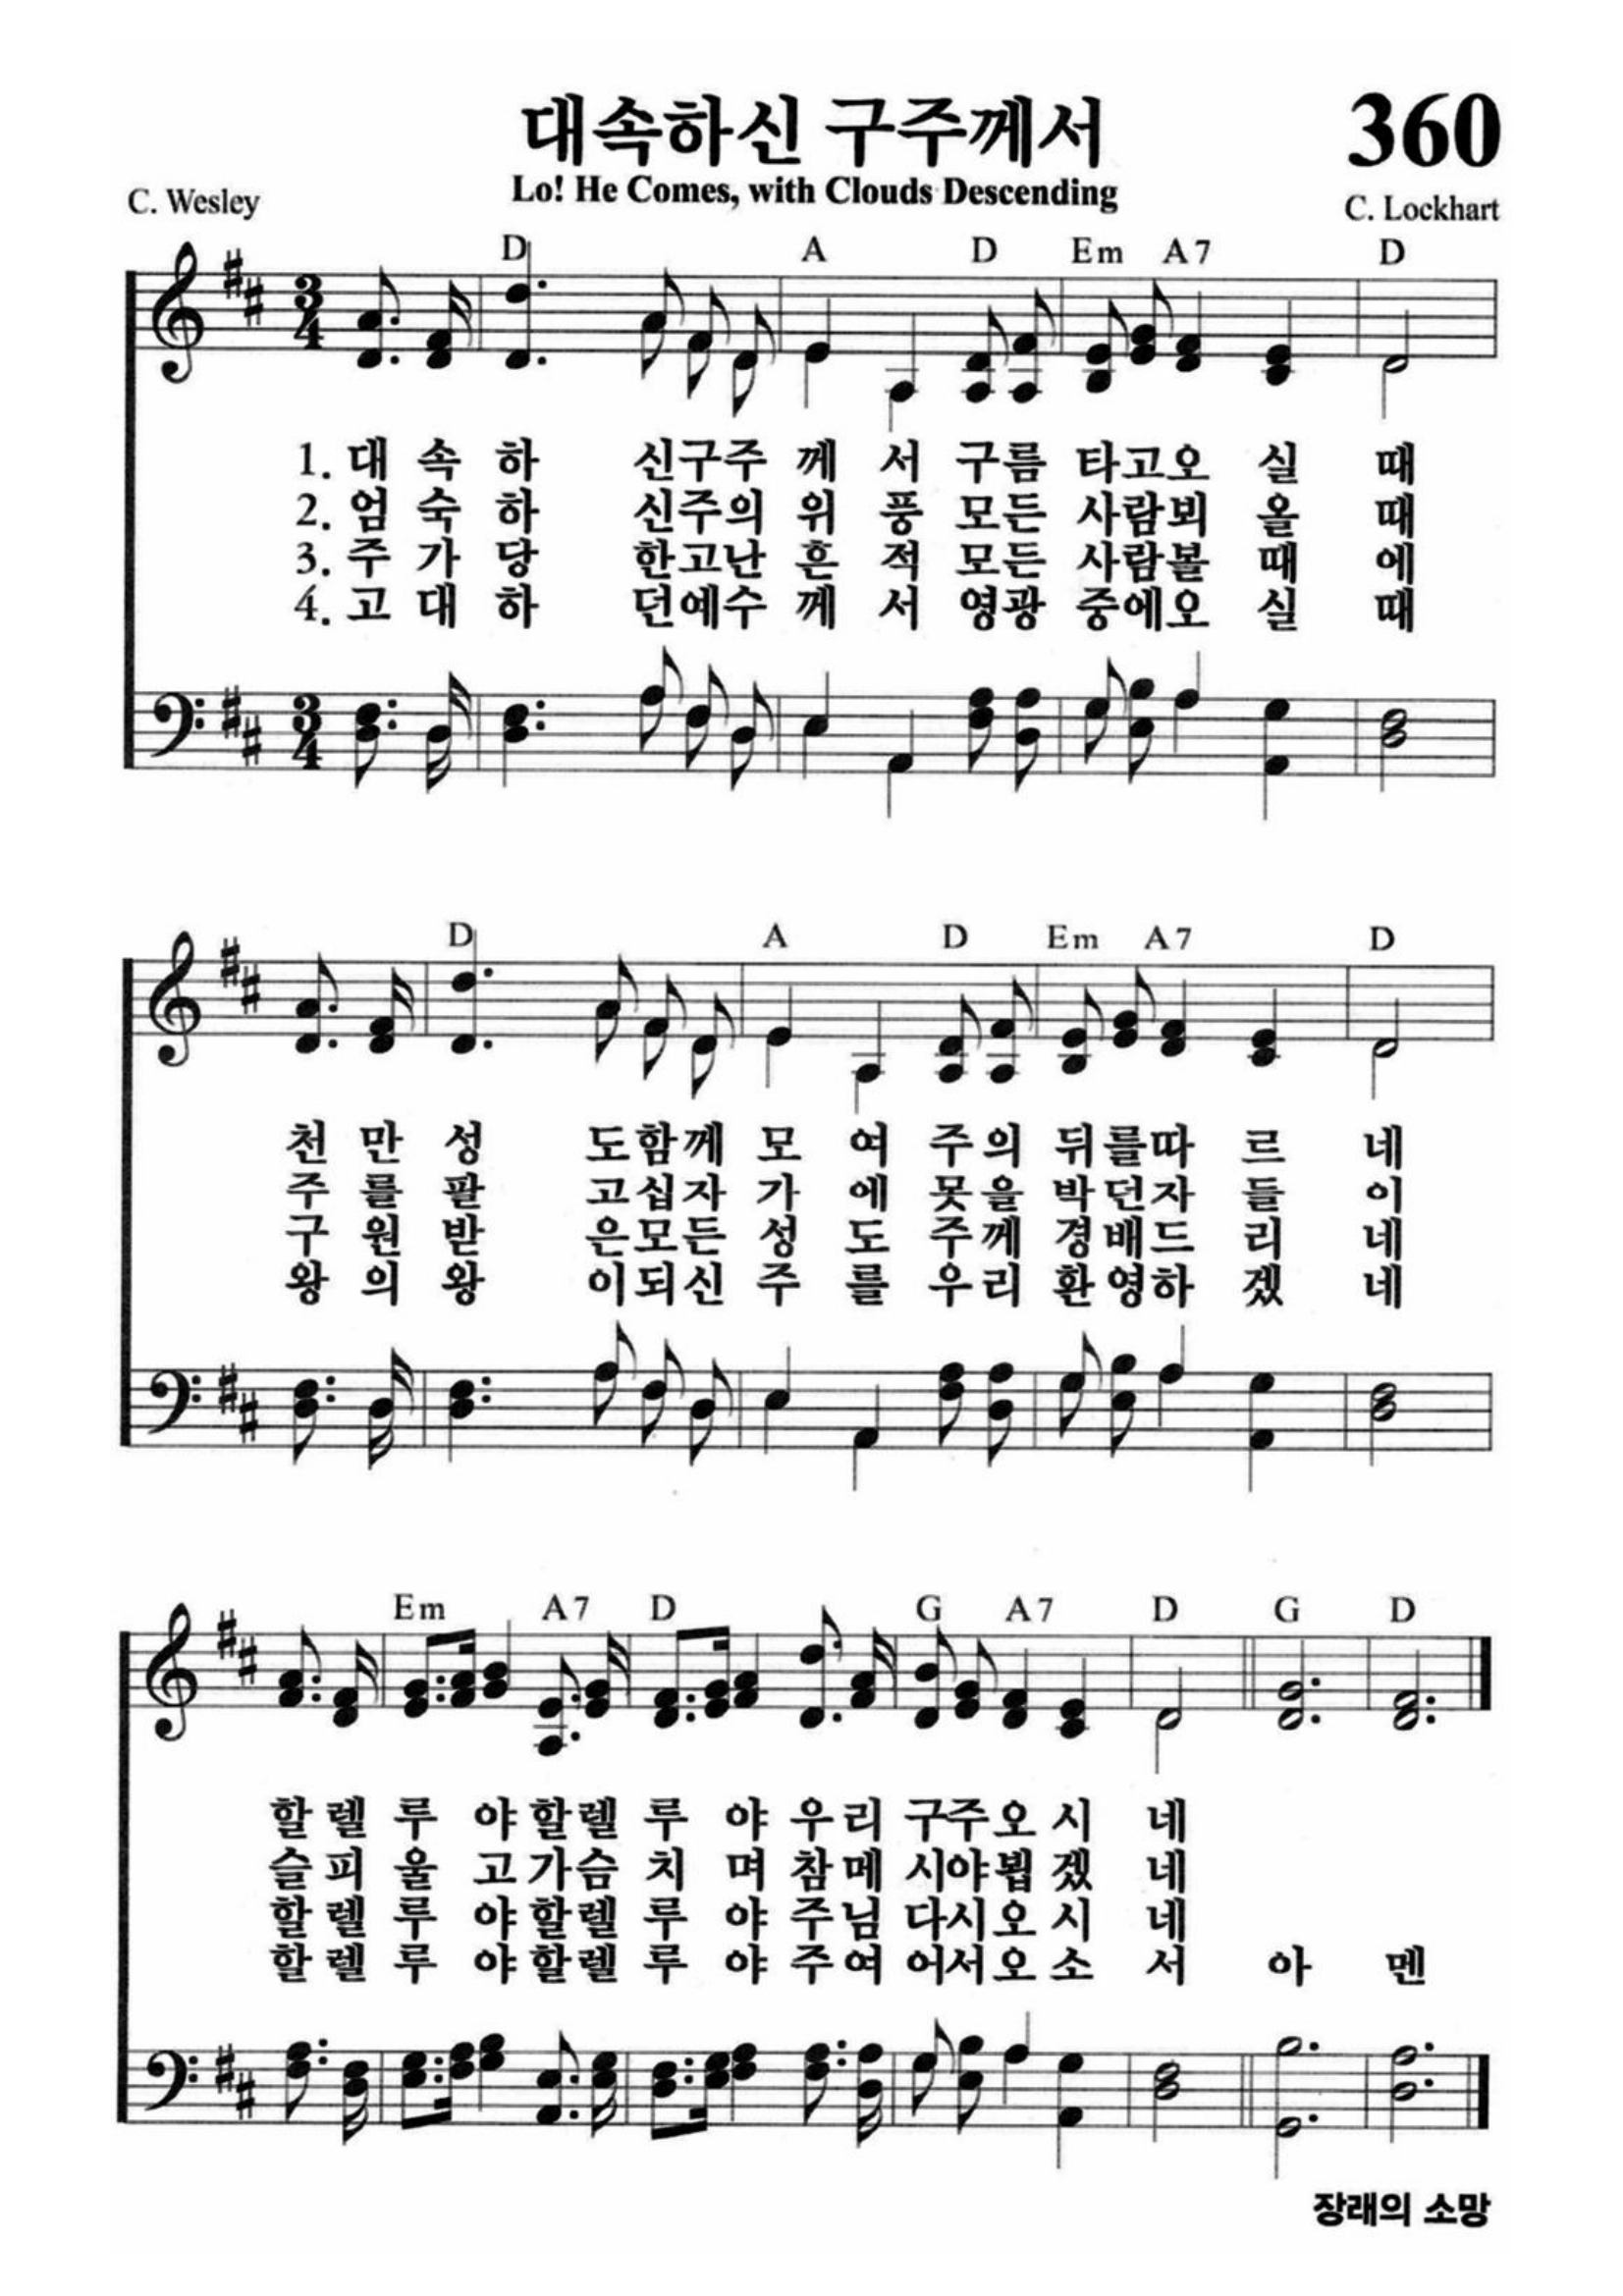 대속하신 구주께서
360
Lo! He Comes, with Clouds Descending
C. Wesley
C. Lockhart
D A D Em A7 D
3/4
1. 대 속 하 신구주 께 서 구름 타고오 실 때
2. 엄 숙 하 신주의 위 풍 모든 사람뵈 올 때
3. 주 가 당 한고난 흔 적 모든 사람볼 때 에
4. 고 대 하 던예수 께 서 영광 중에오 실 때
3/4
D A D Em A7 D
천 만 성 도함께 모 여 주의 뒤를따 르 네
주 를 팔 고십자 가 에 못을 박던자 들 이
구 원 받 은모든 성 도 주께 경배드 리 네
왕 의 왕 이되신 주 를 우리 환영하 겠 네
Em A7 D G A7 D G D
할렐 루 야할렐 루 야 우리 구주오 시 네
슬피 울 고가슴 치 며 참메 시야뵙 겠 네
할렐 루 야할렐 루 야 주님 다시오 시 네
할렐 루 야할렐 루 야 주여 어서오 소 서 아 멘
장래의 소망